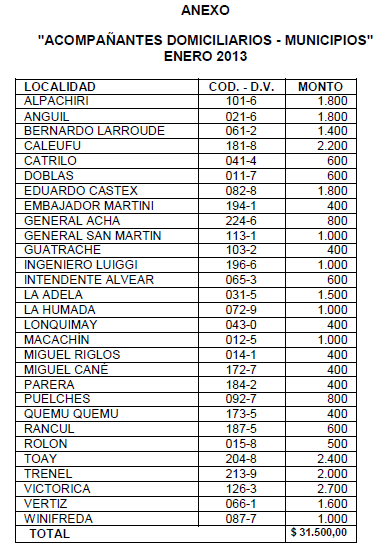 ANEXO
"ACOMPAÑANTES DOMICILIARIOS - MUNICIPIOS"
ENERO 2013
LOCALIDAD COD. - D.V. MONTO
ALPACHIRI 101-6 1.800
ANGUIL 021-6 1.800
BERNARDO LARROUDE 061-2 1.400
CALEUFU 181-8 2.200
CATRILO 041-4 600
DOBLAS 011-7 600
EDUARDO CASTEX 082-8 1.800
EMBAJADOR MARTINI 194-1 400
GENERAL ACHA 224-6 800
GENERAL SAN MARTIN 113-1 1.000
GUATRACHE 103-2 400
INGENIERO LUIGGI 196-6 1.000
INTENDENTE ALVEAR 065-3 600
LA ADELA 031-5 1.500
LA HUMADA 072-9 1.000
LONQUIMAY 043-0 400
MACACHÍN 012-5 1.000
MIGUEL RIGLOS 014-1 400
MIGUEL CANÉ 172-7 400
PARERA 184-2 400
PUELCHES 092-7 800
QUEMU QUEMU 173-5 400
RANCUL 187-5 600
ROLON 015-8 500
TOAY 204-8 2.400
TRENEL 213-9 2.000
VICTORICA 126-3 2.700
VERTIZ 066-1 1.600
WINIFREDA 087-7 1.000
TOTAL $ 31.500,00